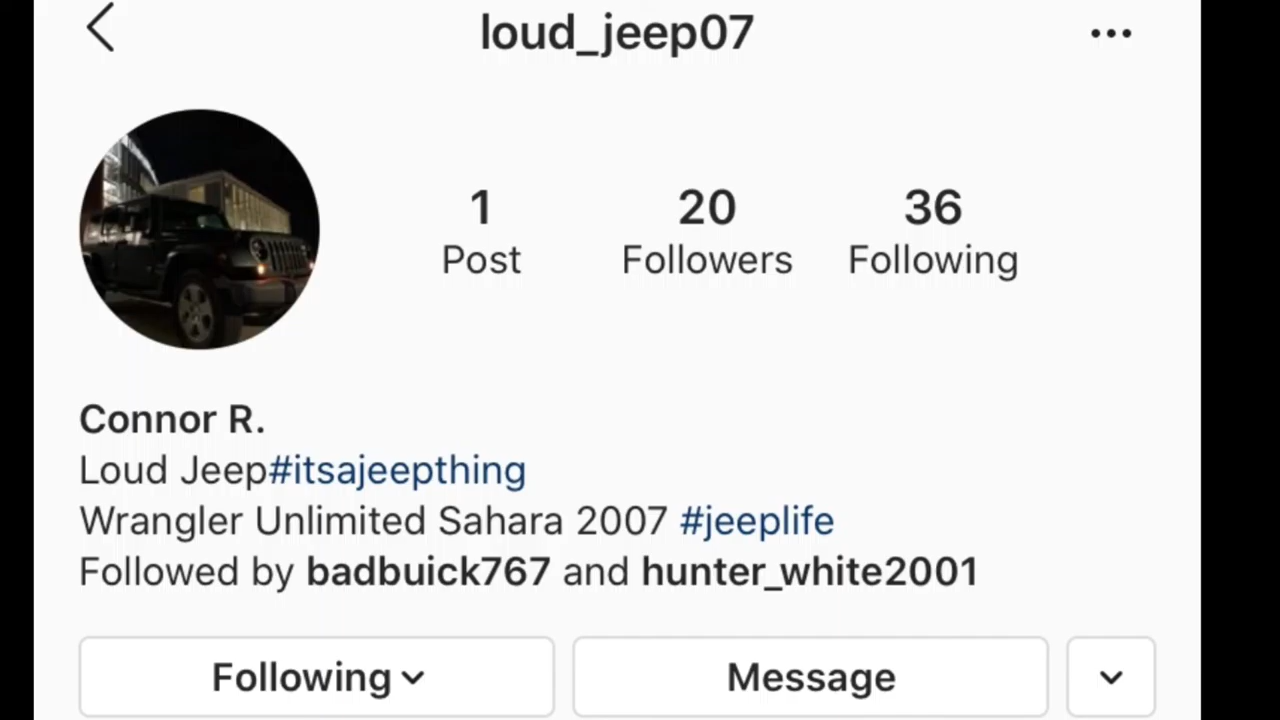 loud_jeep07
1 20 36
Post Followers Following
Connor R.
Loud Jeep#itsajeepthing
Wrangler Unlimited Sahara 2007 #jeeplife
Followed by badbuick767 and hunter_white2001
Following Message